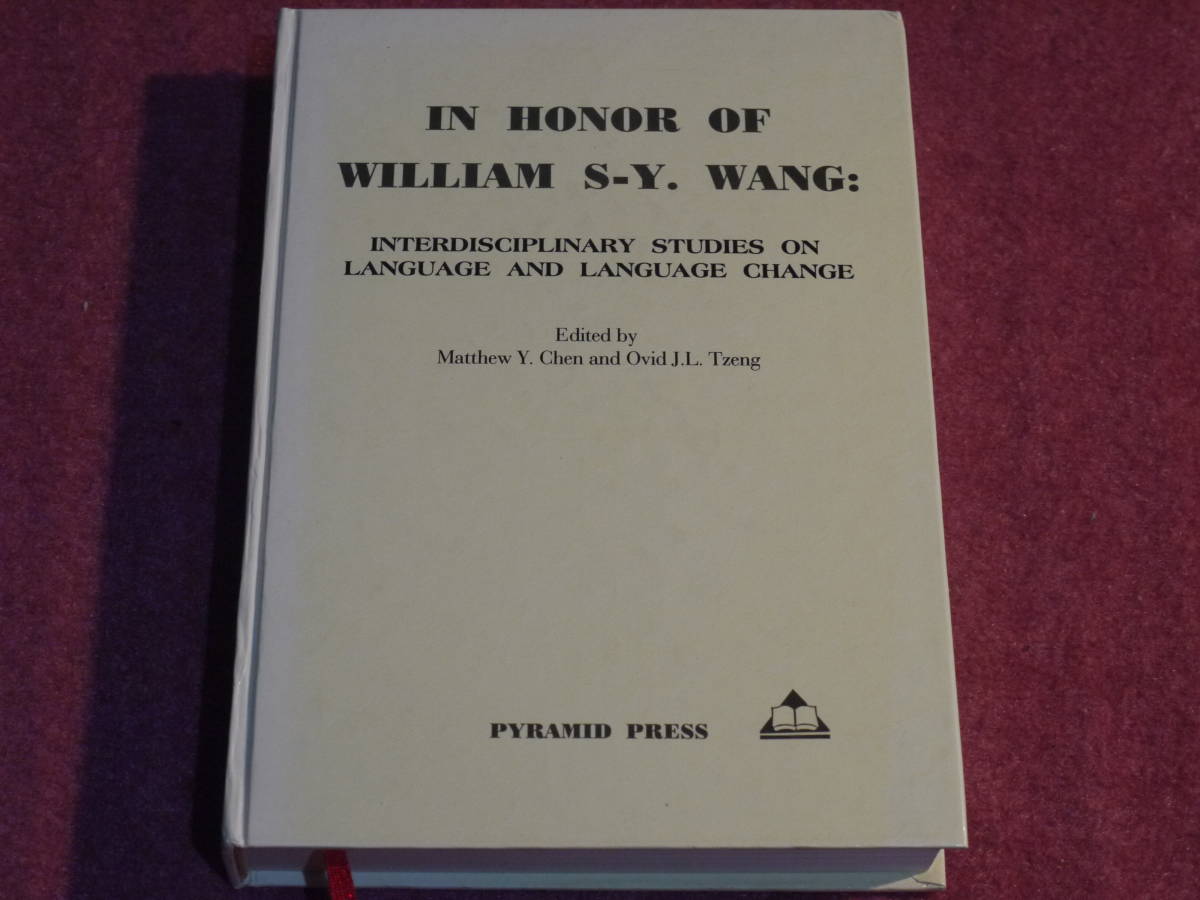 IN HONOR OF
WILLIAM S-Y. WANG:
INTERDISCIPLINARY STUDIES ON
LANGUAGE AND LANGUAGE CHANGE
Edited by
Matthew Y. Chen and Ovid J.L. Tzeng
PYRAMID PRESS